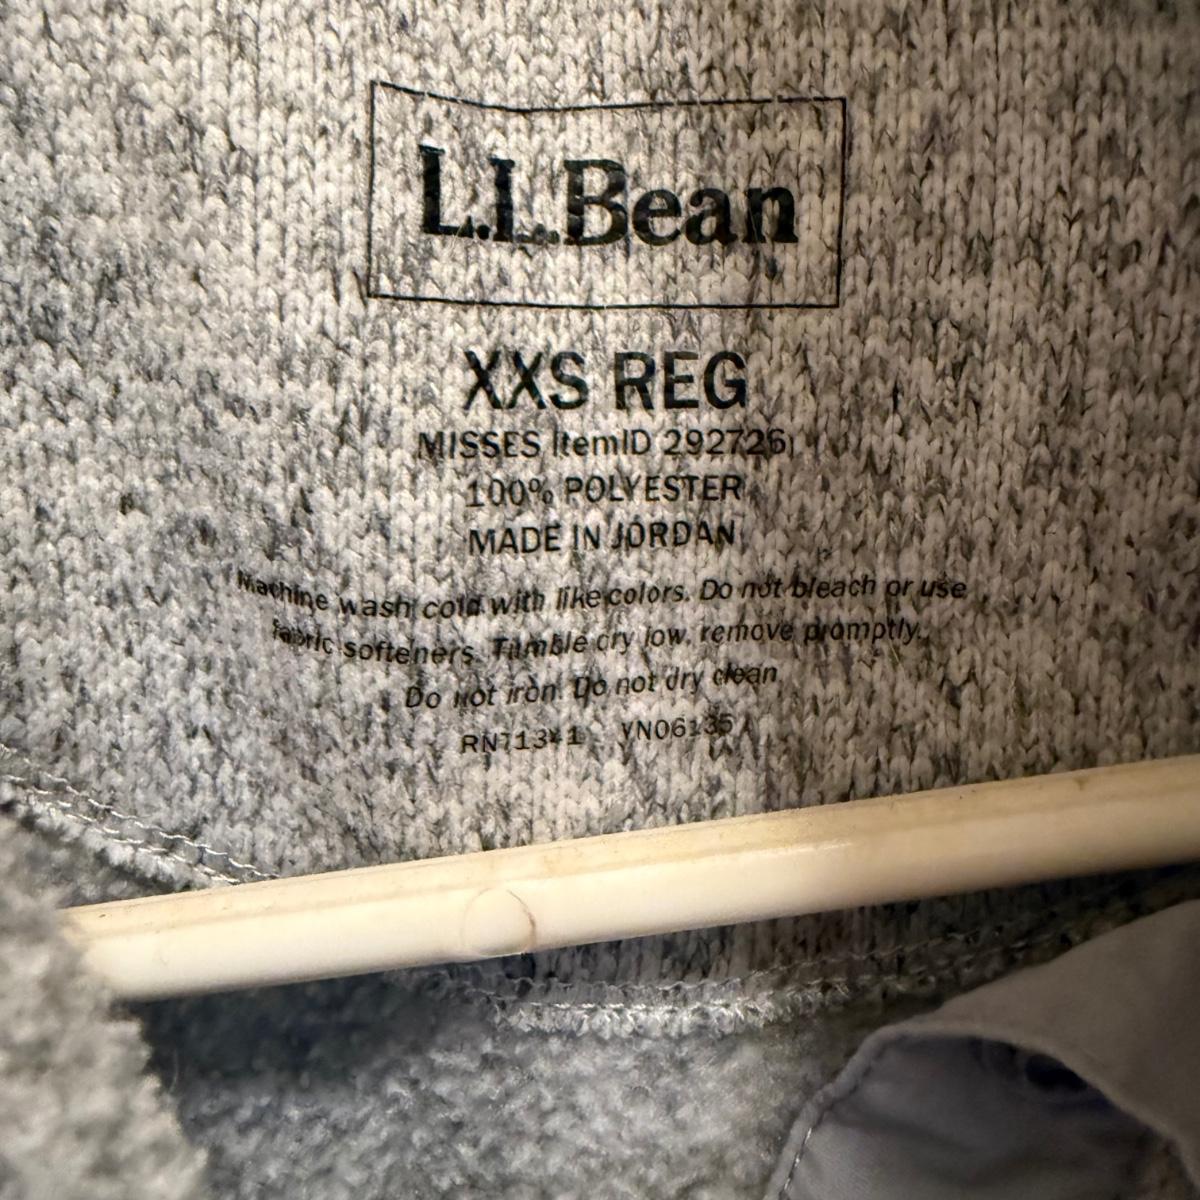 L.L.Bean
XXS REG
MISSES ItemID 292726
100% POLYESTER
MADE IN JORDAN
Machine wash cold with like colors. Do not bleach or use
fabric softeners. Tumble dry low, remove promptly.
Do not iron. Do not dry clean
RN71341 VN06135